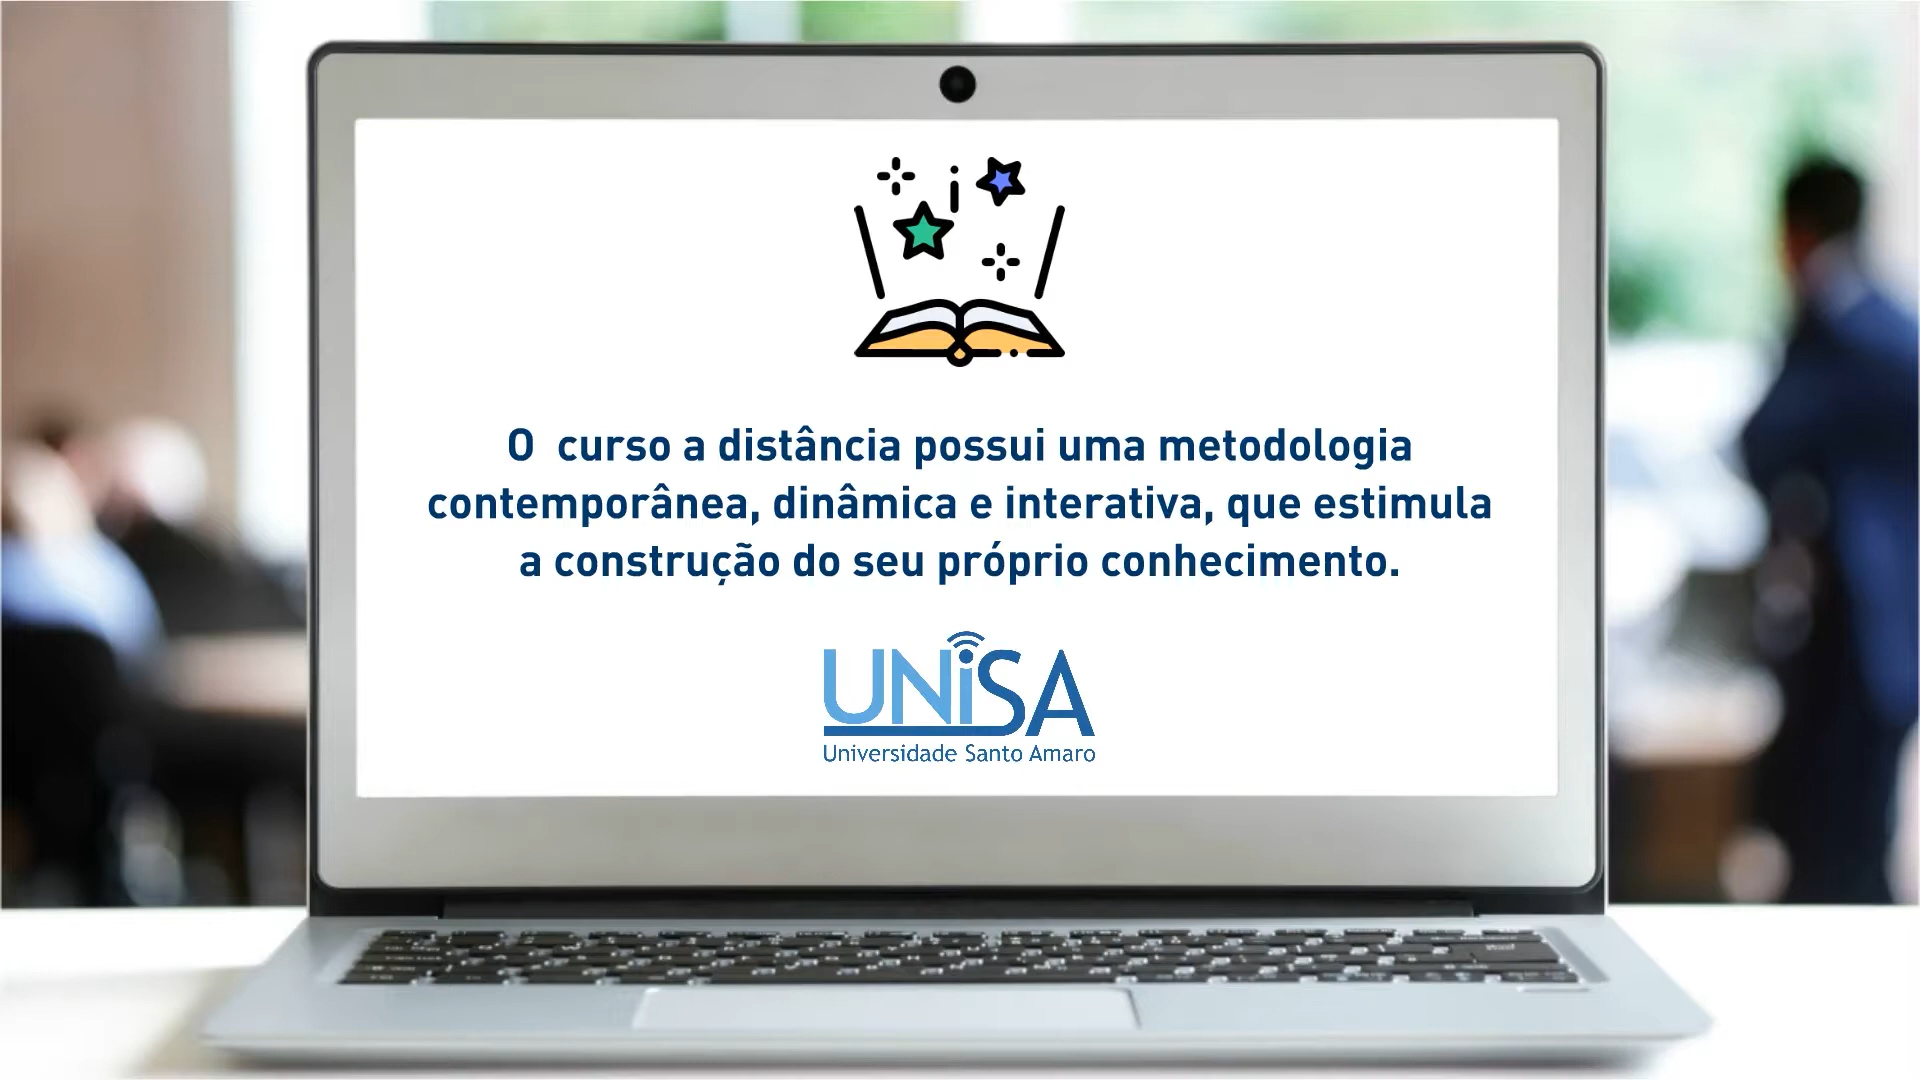 O curso a distância possui uma metodologia
contemporânea, dinâmica e interativa, que estimula
a construção do seu próprio conhecimento.
UNiSA
Universidade Santo Amaro